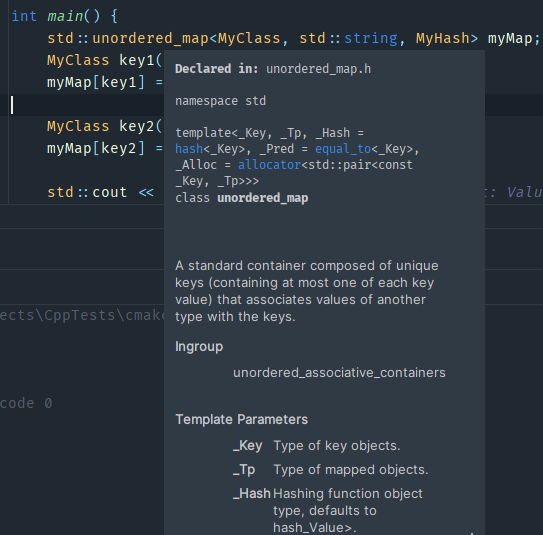 int main() {
std::unordered_map<MyClass, std::string, MyHash> myMap;
MyClass key1(
myMap[key1] =
MyClass key2(
myMap[key2] =
std::cout <<
Declared in: unordered_map.h
namespace std
template<_Key, _Tp, _Hash =
hash<_Key>, _Pred = equal_to<_Key>,
_Alloc = allocator<std::pair<const
_Key, _Tp>>>
class unordered_map
A standard container composed of unique
keys (containing at most one of each key
value) that associates values of another
type with the keys.
Ingroup
unordered_associative_containers
Template Parameters
_Key Type of key objects.
_Tp Type of mapped objects.
_Hash Hashing function object
type, defaults to
hash_Value>.
t: Valu
ects\CppTests\cmak
code 0